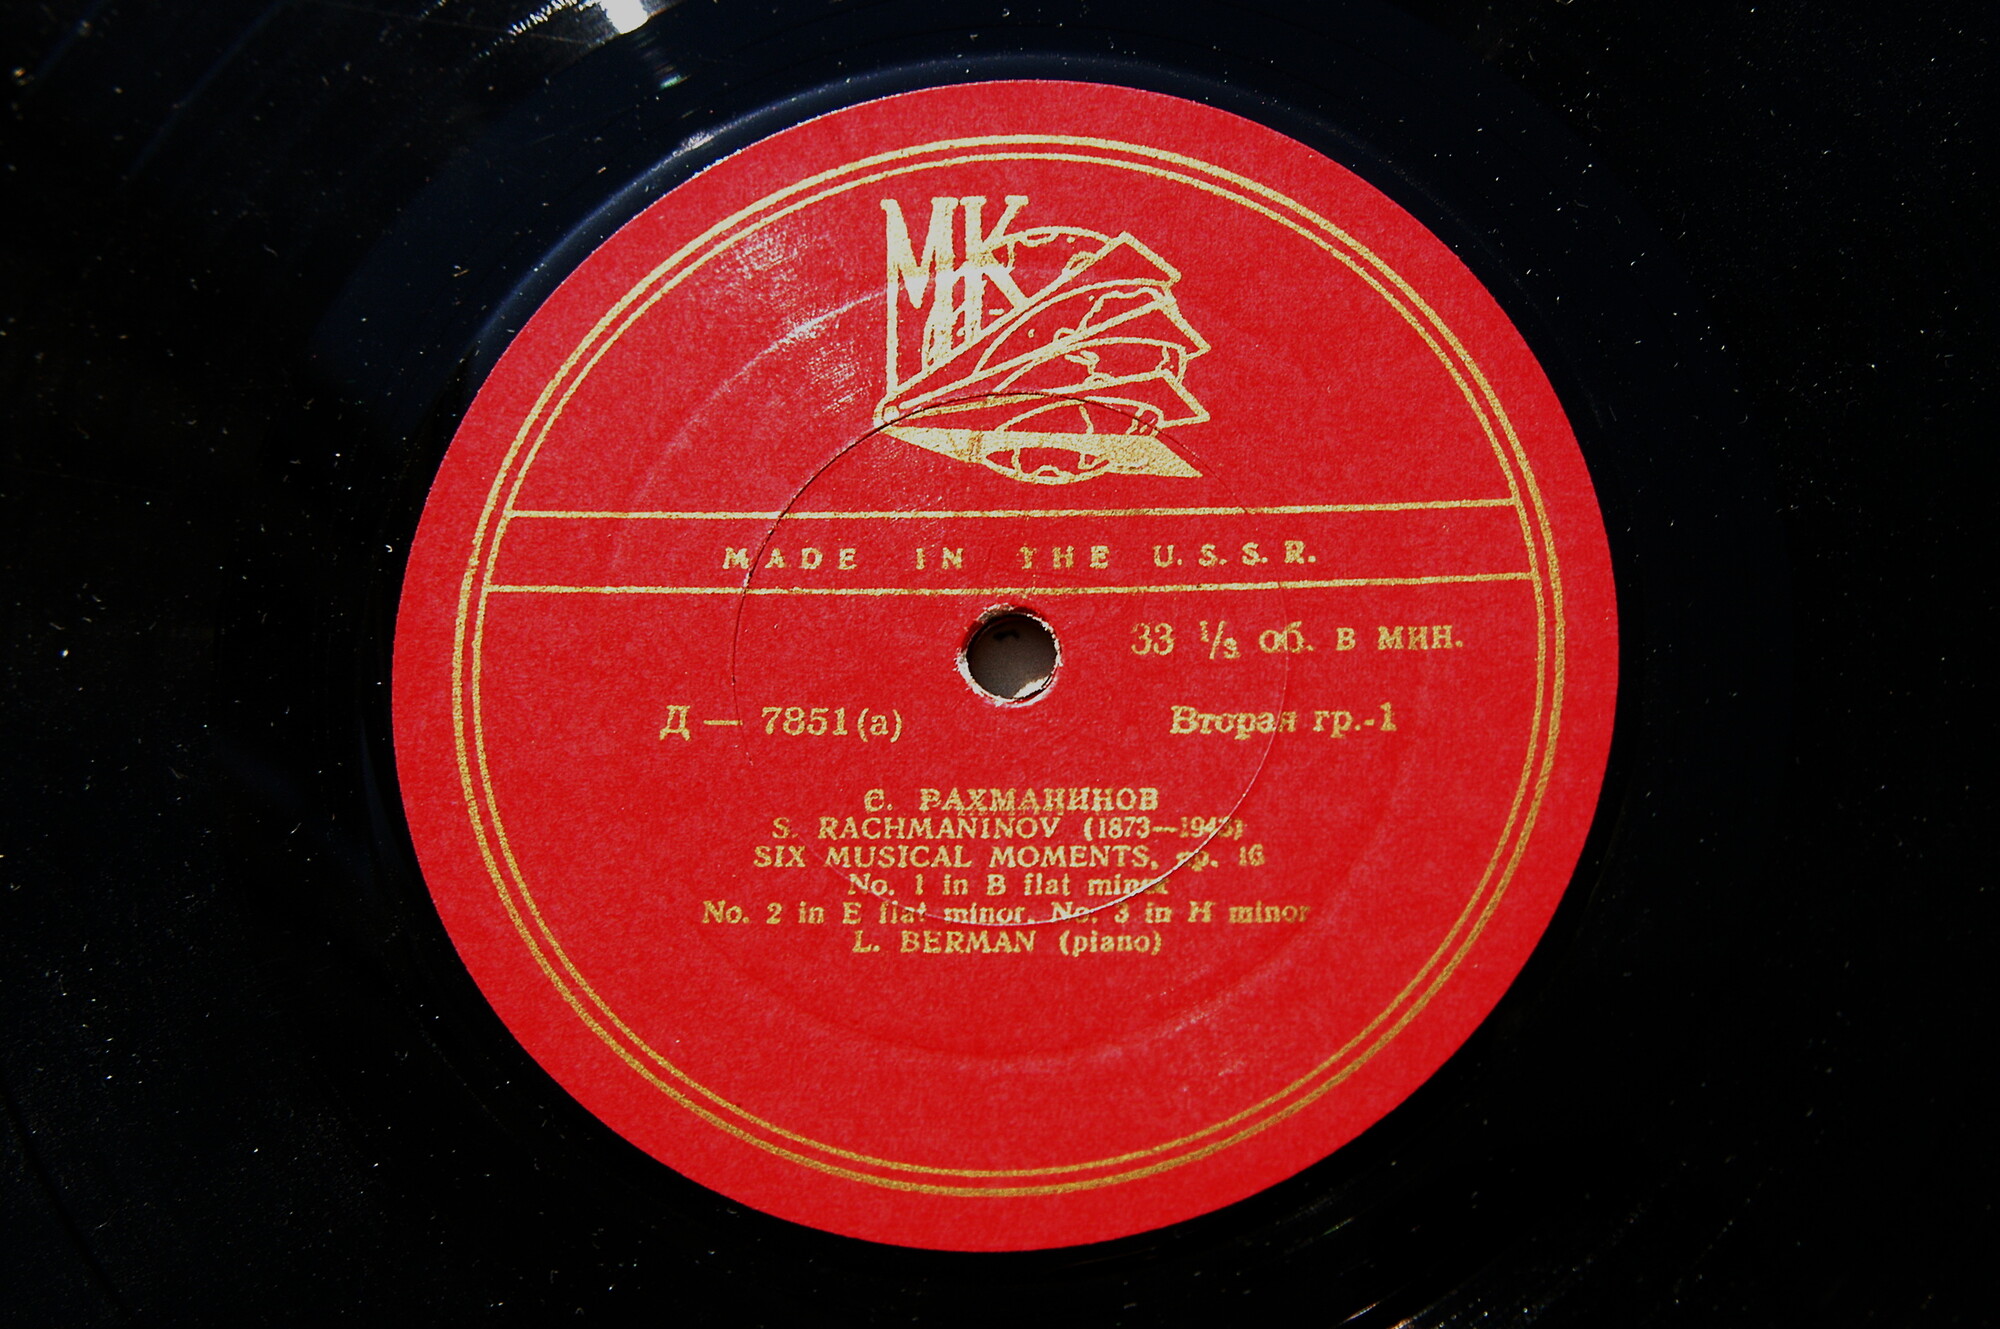 МК
MADE IN THE U.S.S.R.
33 1/3 об. в мин.
Д — 7851(а) Вторая гр.-1
С. РАХМАНИНОВ
S. RACHMANINOV (1873—1943)
SIX MUSICAL MOMENTS, op. 16
No. 1 in B flat minor
No. 2 in E flat minor. No. 3 in H minor
L. BERMAN (piano)